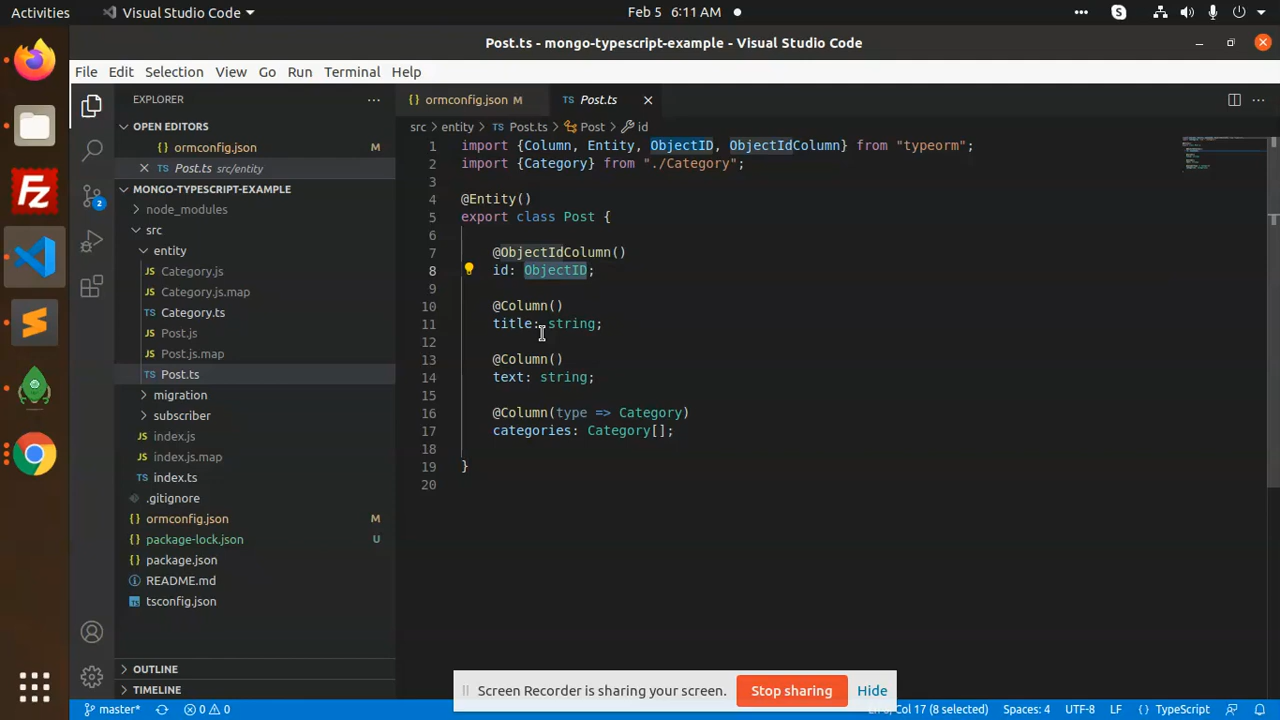 Activities
Visual Studio Code
Feb 5 6:11 AM
Post.ts - mongo-typescript-example - Visual Studio Code
File Edit Selection View Go Run Terminal Help
EXPLORER
OPEN EDITORS
ormconfig.json M
Post.ts src/entity
MONGO-TYPESCRIPT-EXAMPLE
node_modules
src
entity
Category.js
Category.js.map
TS Category.ts
Post.js
Post.js.map
TS Post.ts
migration
subscriber
index.js
index.js.map
TS index.ts
.gitignore
ormconfig.json M
package-lock.json U
package.json
README.md
tsconfig.json
OUTLINE
TIMELINE
ormconfig.json M
TS Post.ts
src > entity > TS Post.ts > Post > id
1 import {Column, Entity, ObjectID, ObjectIdColumn} from "typeorm";
2 import {Category} from "./Category";
3
4 @Entity()
5 export class Post {
6
7 @ObjectIdColumn()
8 id: ObjectID;
9
10 @Column()
11 title: string;
12
13 @Column()
14 text: string;
15
16 @Column(type => Category)
17 categories: Category[];
18
19 }
20
Screen Recorder is sharing your screen.
Stop sharing
Hide
master*
0 0
Col 17 (8 selected)
Spaces: 4
UTF-8
LF
TypeScript